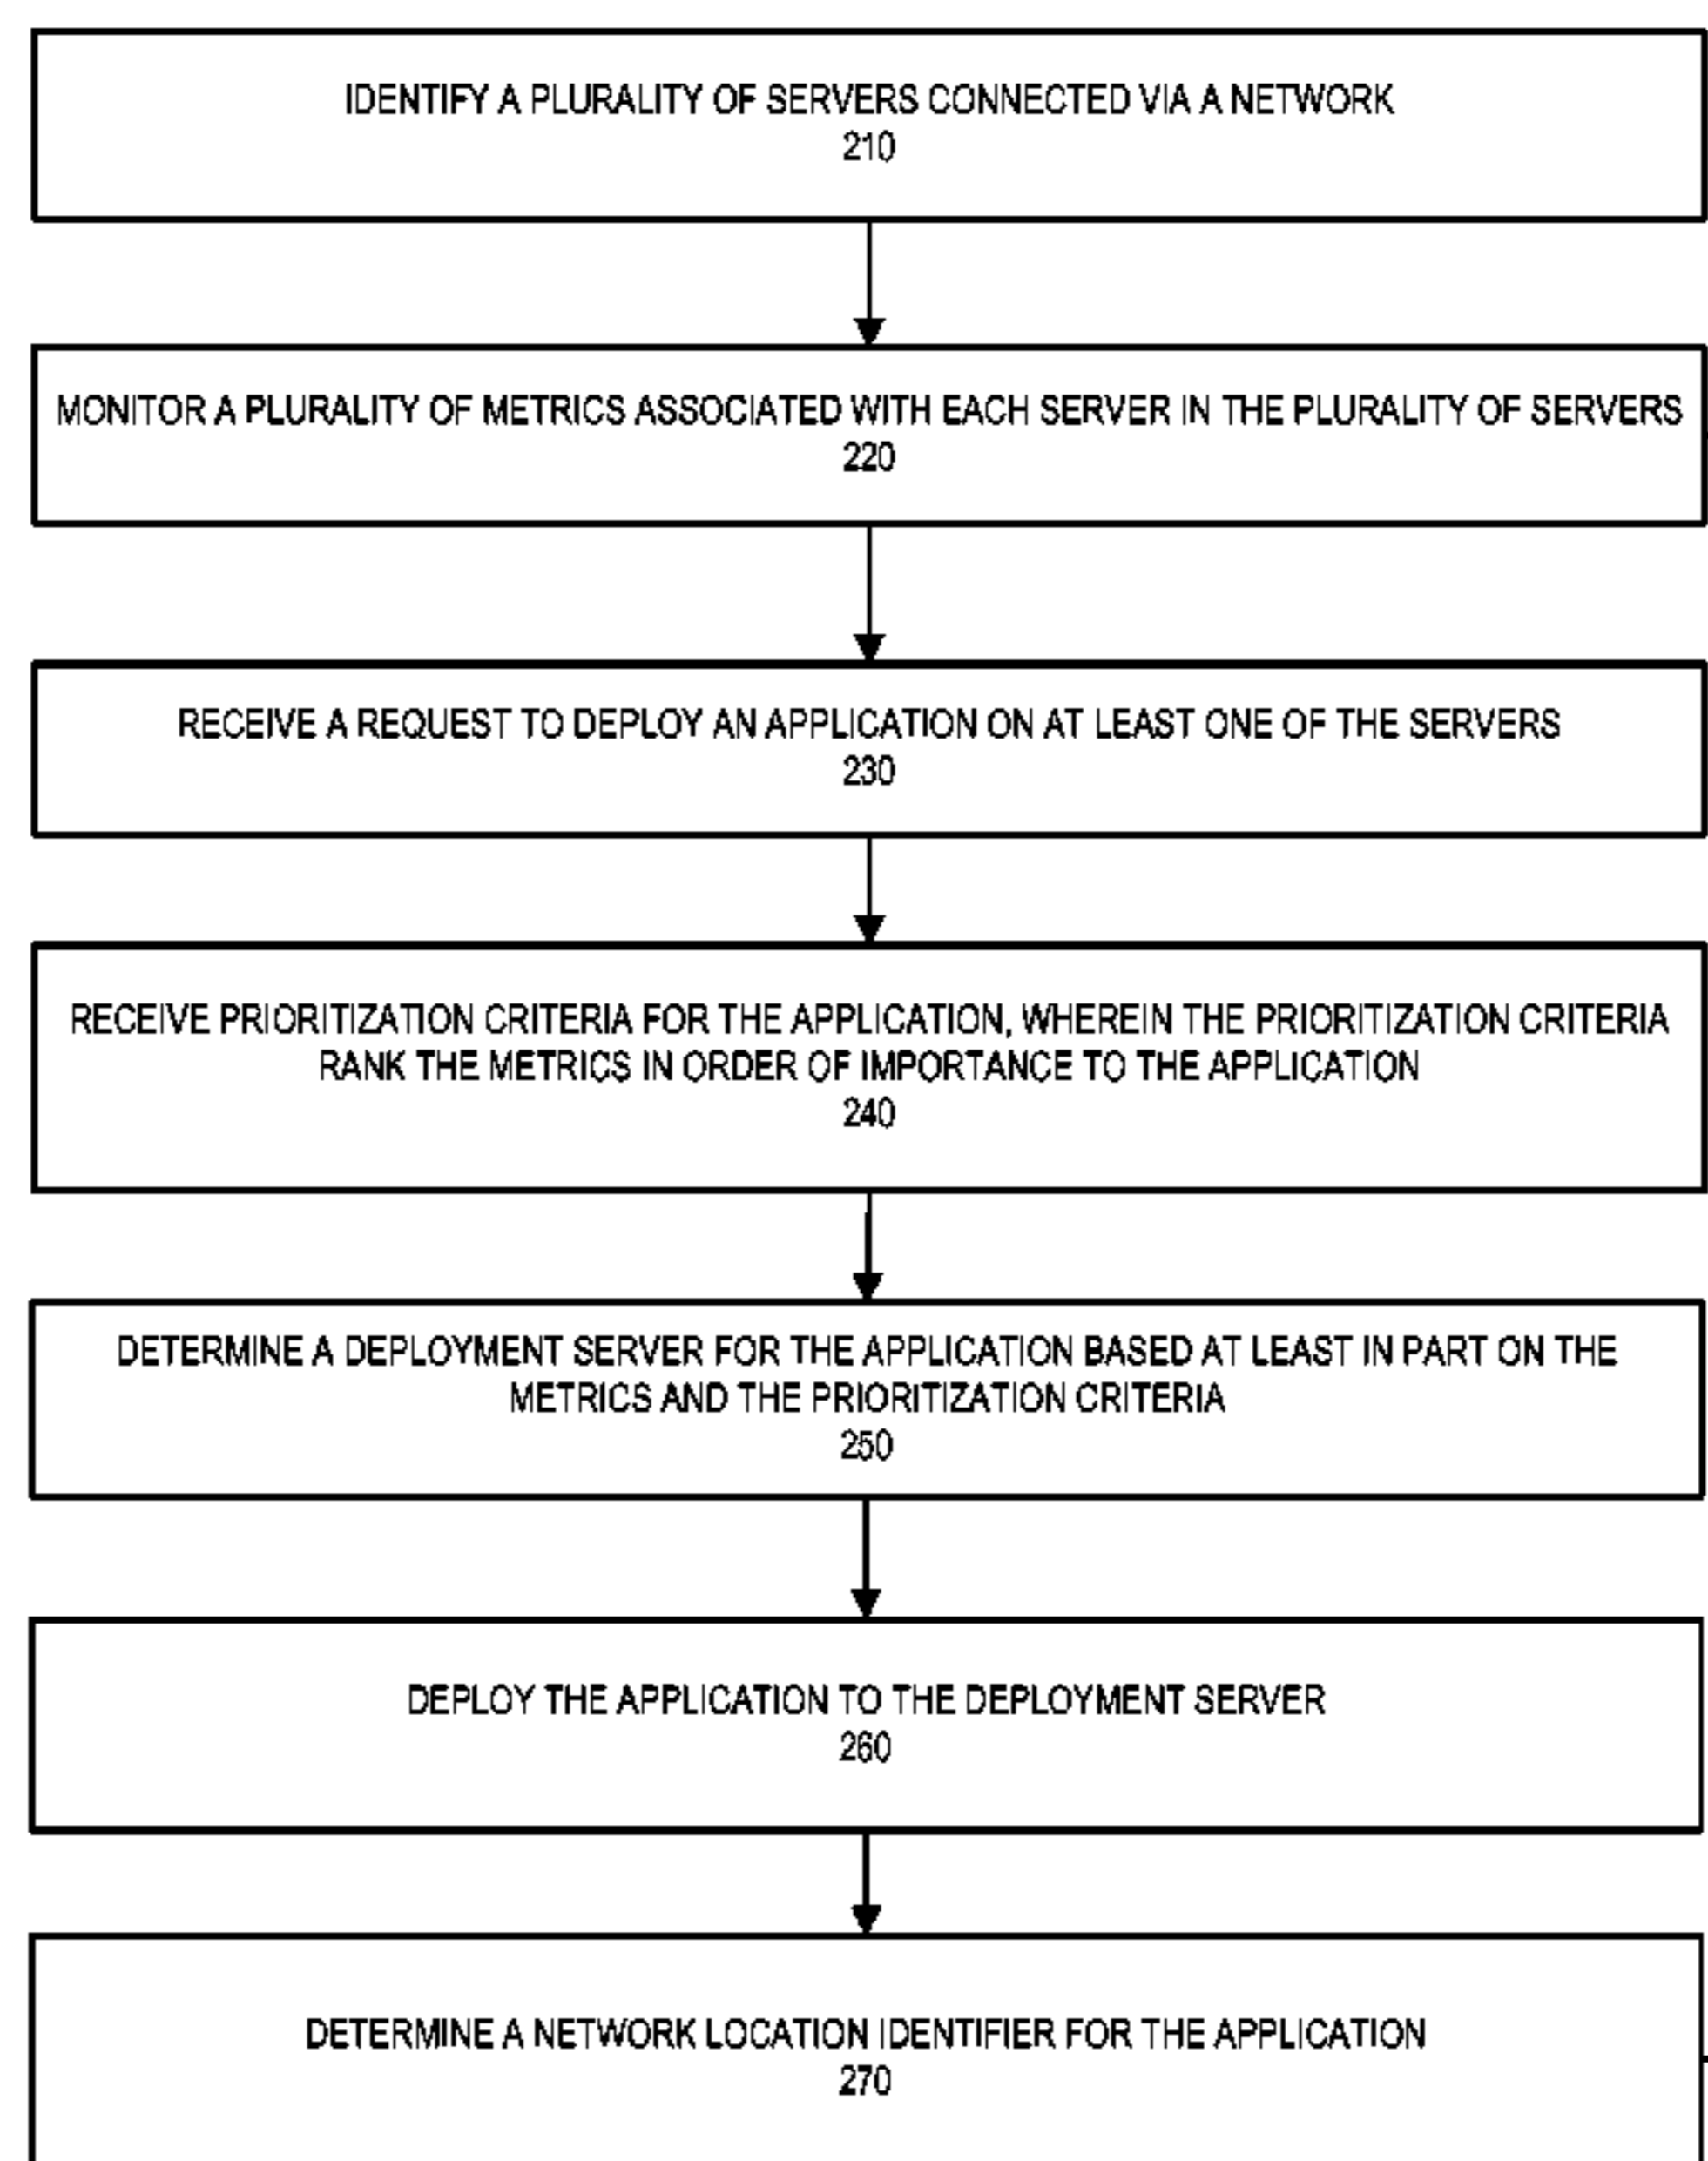 IDENTIFY A PLURALITY OF SERVERS CONNECTED VIA A NETWORK
210
MONITOR A PLURALITY OF METRICS ASSOCIATED WITH EACH SERVER IN THE PLURALITY OF SERVERS
220
RECEIVE A REQUEST TO DEPLOY AN APPLICATION ON AT LEAST ONE OF THE SERVERS
230
RECEIVE PRIORITIZATION CRITERIA FOR THE APPLICATION, WHEREIN THE PRIORITIZATION CRITERIA
RANK THE METRICS IN ORDER OF IMPORTANCE TO THE APPLICATION
240
DETERMINE A DEPLOYMENT SERVER FOR THE APPLICATION BASED AT LEAST IN PART ON THE
METRICS AND THE PRIORITIZATION CRITERIA
250
DEPLOY THE APPLICATION TO THE DEPLOYMENT SERVER
260
DETERMINE A NETWORK LOCATION IDENTIFIER FOR THE APPLICATION
270